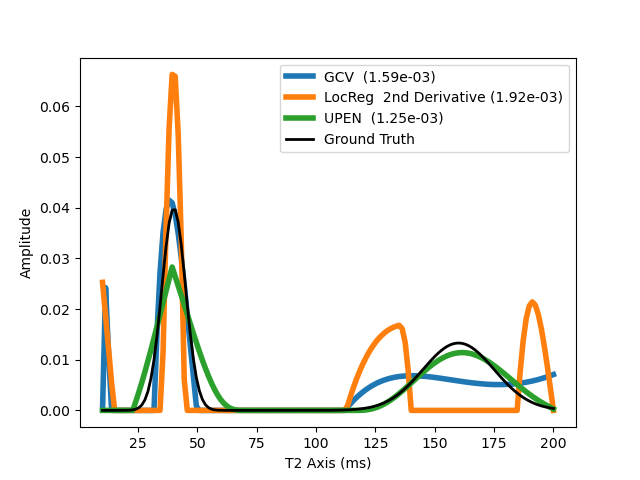 GCV (1.59e-03)
LocReg 2nd Derivative (1.92e-03)
UPEN (1.25e-03)
Ground Truth
Amplitude
0.06
0.05
0.04
0.03
0.02
0.01
0.00
25 50 75 100 125 150 175 200
T2 Axis (ms)